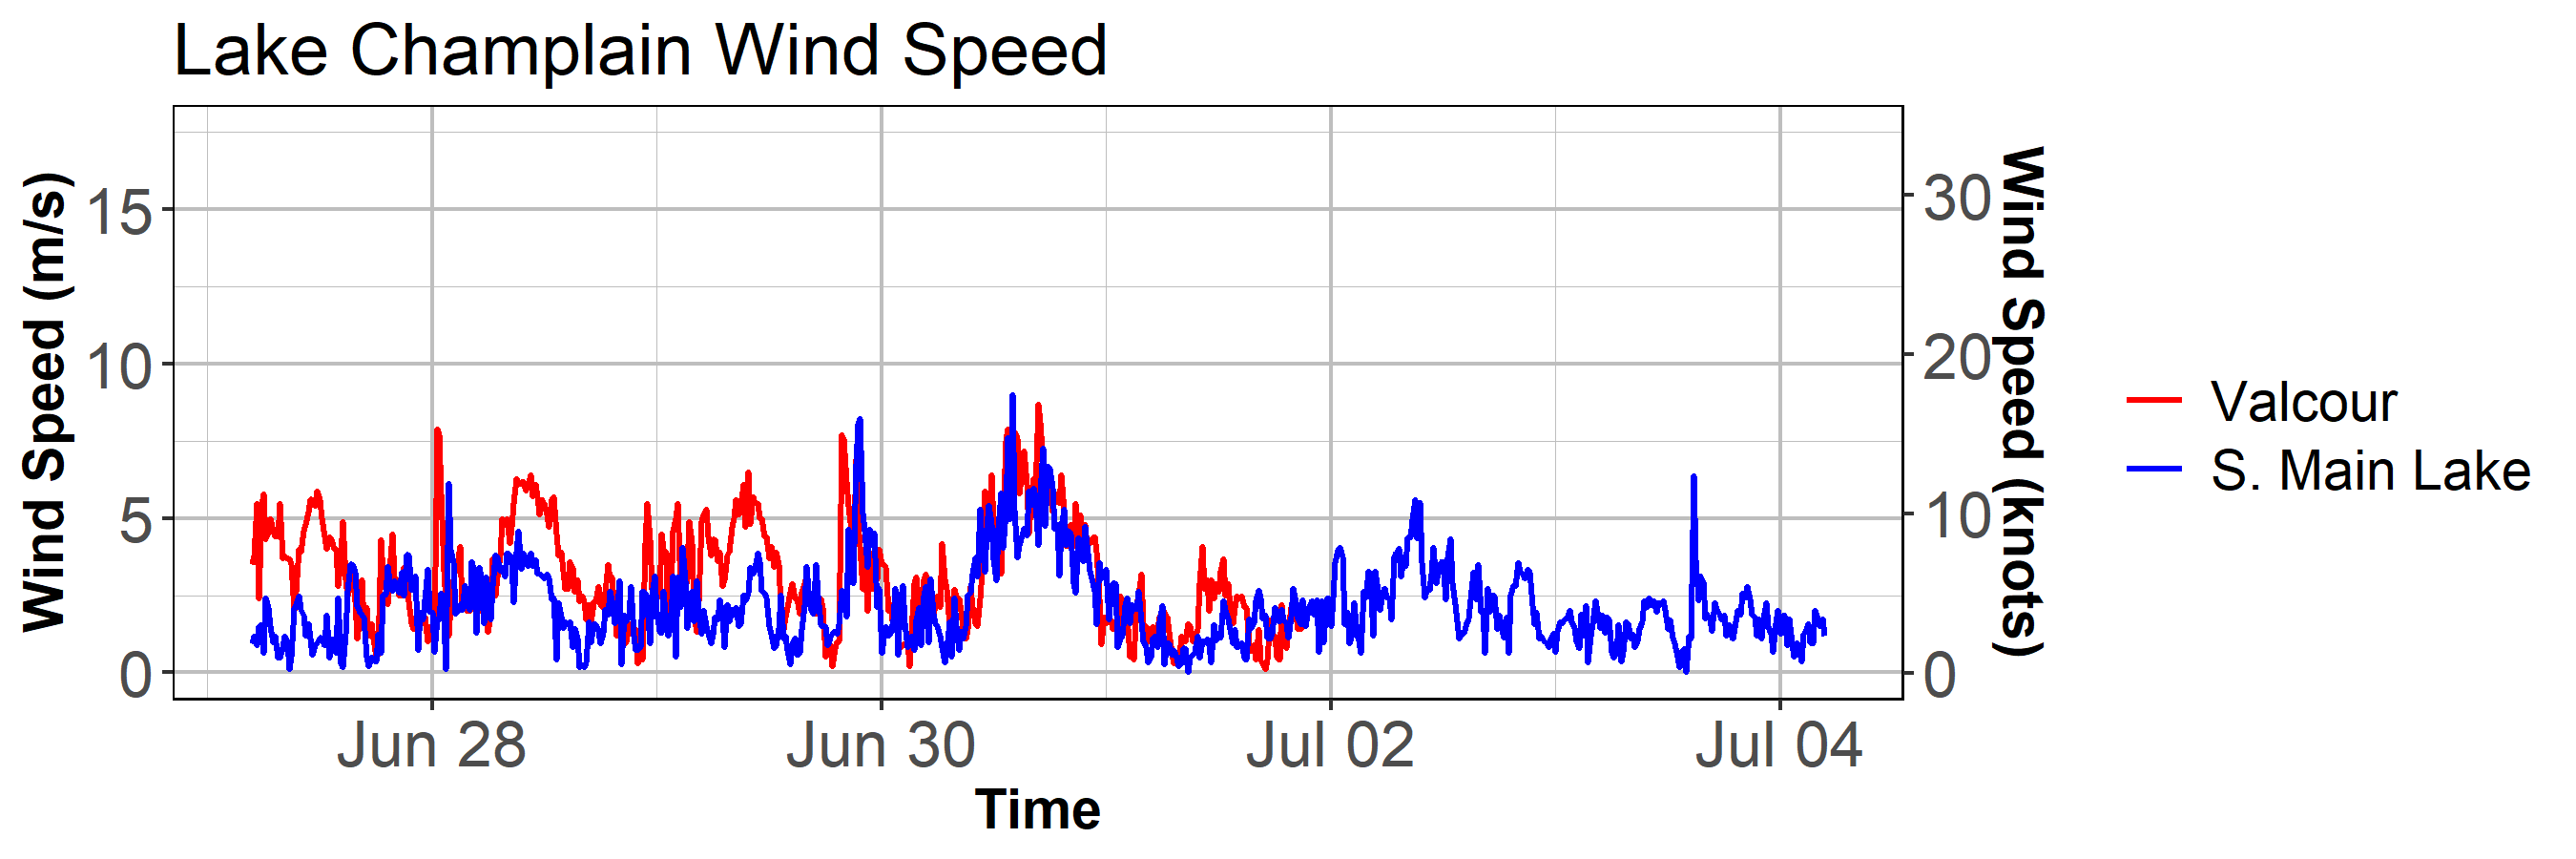 Lake Champlain Wind Speed
Wind Speed (m/s)
15
10
5
0
30
20
10
0
Wind Speed (knots)
Jun 28
Jun 30
Jul 02
Jul 04
Time
Valcour
S. Main Lake